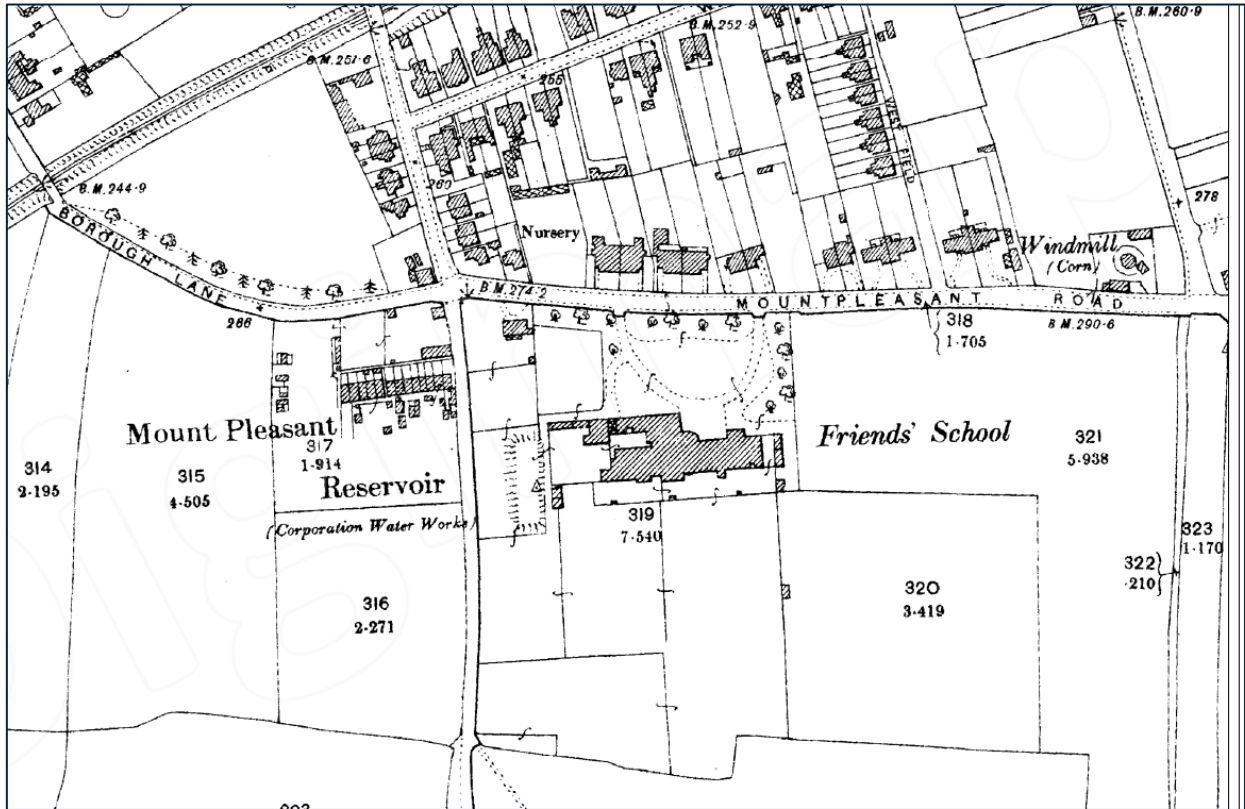 B.M.260·9
B.M.252·9
B.M.251·6
255
WEST FIELD
B.M.244·9
260
278
BOROUGH LANE
Nursery
Windmill
(Corn)
B.M.274·2
MOUNTPLEASANT ROAD
266
318
1·705
B.M.290·6
Mount Pleasant
Friends' School
317
1·914
321
5·938
314
2·195
315
4·505
Reservoir
(Corporation Water Works)
319
7·540
323
1·170
322
·210
316
2·271
320
3·419